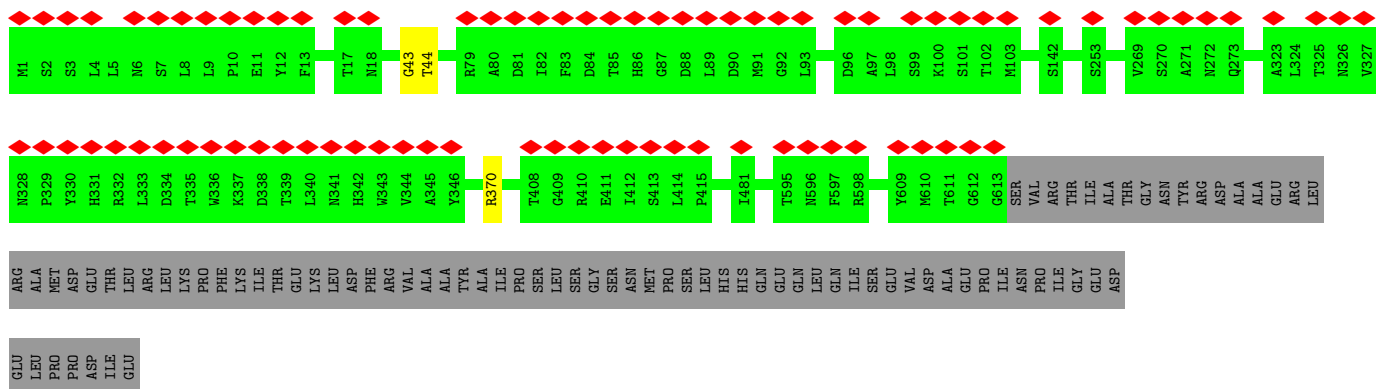 M1 S2 S3 L4 L5 N6 S7 L8 L9 P10 E11 Y12 F13 T17 N18 G43 T44 R79 A80 D81 I82 F83 D84 T85 H86 G87 D88 L89 D90 M91 G92 L93 D96 A97 L98 S99 K100 S101 T102 M103 S142 S253 V269 S270 A271 N272 Q273 A323 L324 T325 N326 V327
N328 P329 Y330 H331 R332 L333 D334 T335 W336 K337 D338 T339 L340 N341 H342 W343 V344 A345 Y346 R370 T408 G409 R410 E411 I412 S413 L414 P415 I481 T595 N596 F597 R598 Y609 M610 T611 G612 G613 SER VAL ARG THR ILE ALA THR GLY ASN TYR ARG ASP ALA ALA GLU ARG LEU
ARG ALA MET ASP GLU THR LEU ARG LEU LYS PRO PHE LYS ILE THR GLU LYS LEU ASP PHE ARG VAL ALA ALA TYR ALA ILE PRO SER LEU SER GLY SER ASN MET PRO SER LEU HIS HIS GLN GLU GLN LEU GLN ILE SER GLU VAL ASP ALA GLU PRO ILE ASN PRO ILE GLY GLU ASP
GLU LEU PRO PRO ASP ILE GLU